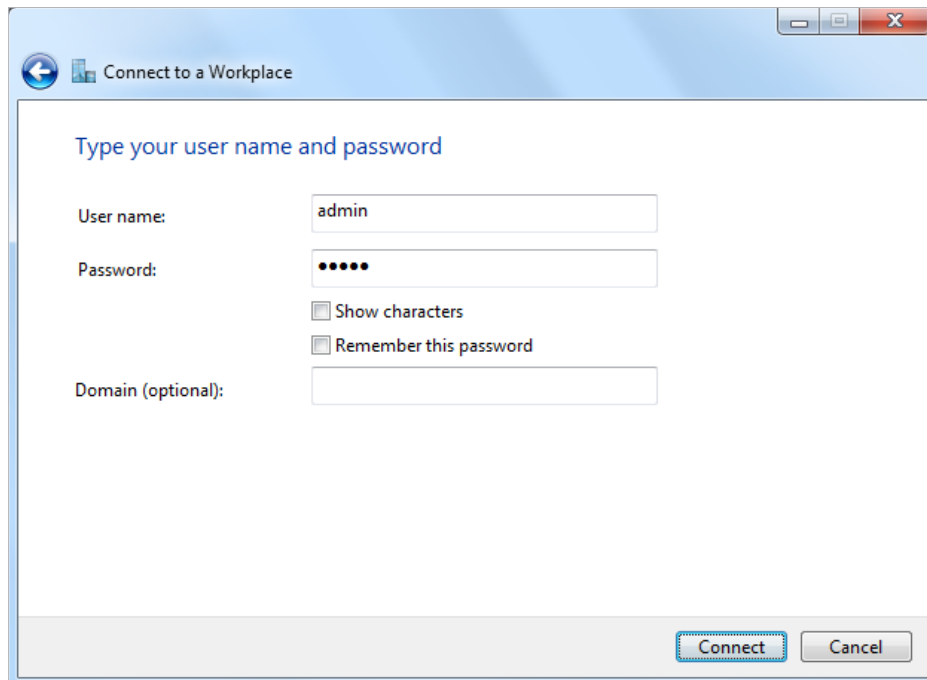 Connect to a Workplace
Type your user name and password
User name:
admin
Password:
•••••
Show characters
Remember this password
Domain (optional):
Connect
Cancel